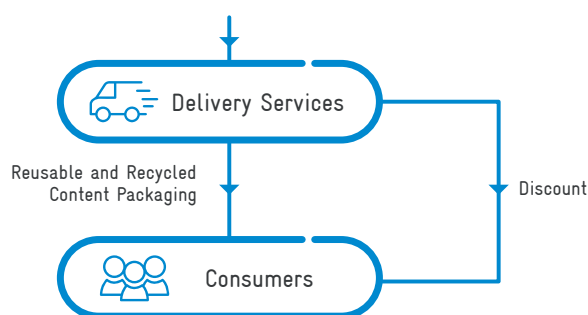 Delivery Services
Reusable and Recycled
Content Packaging
Discount
Consumers